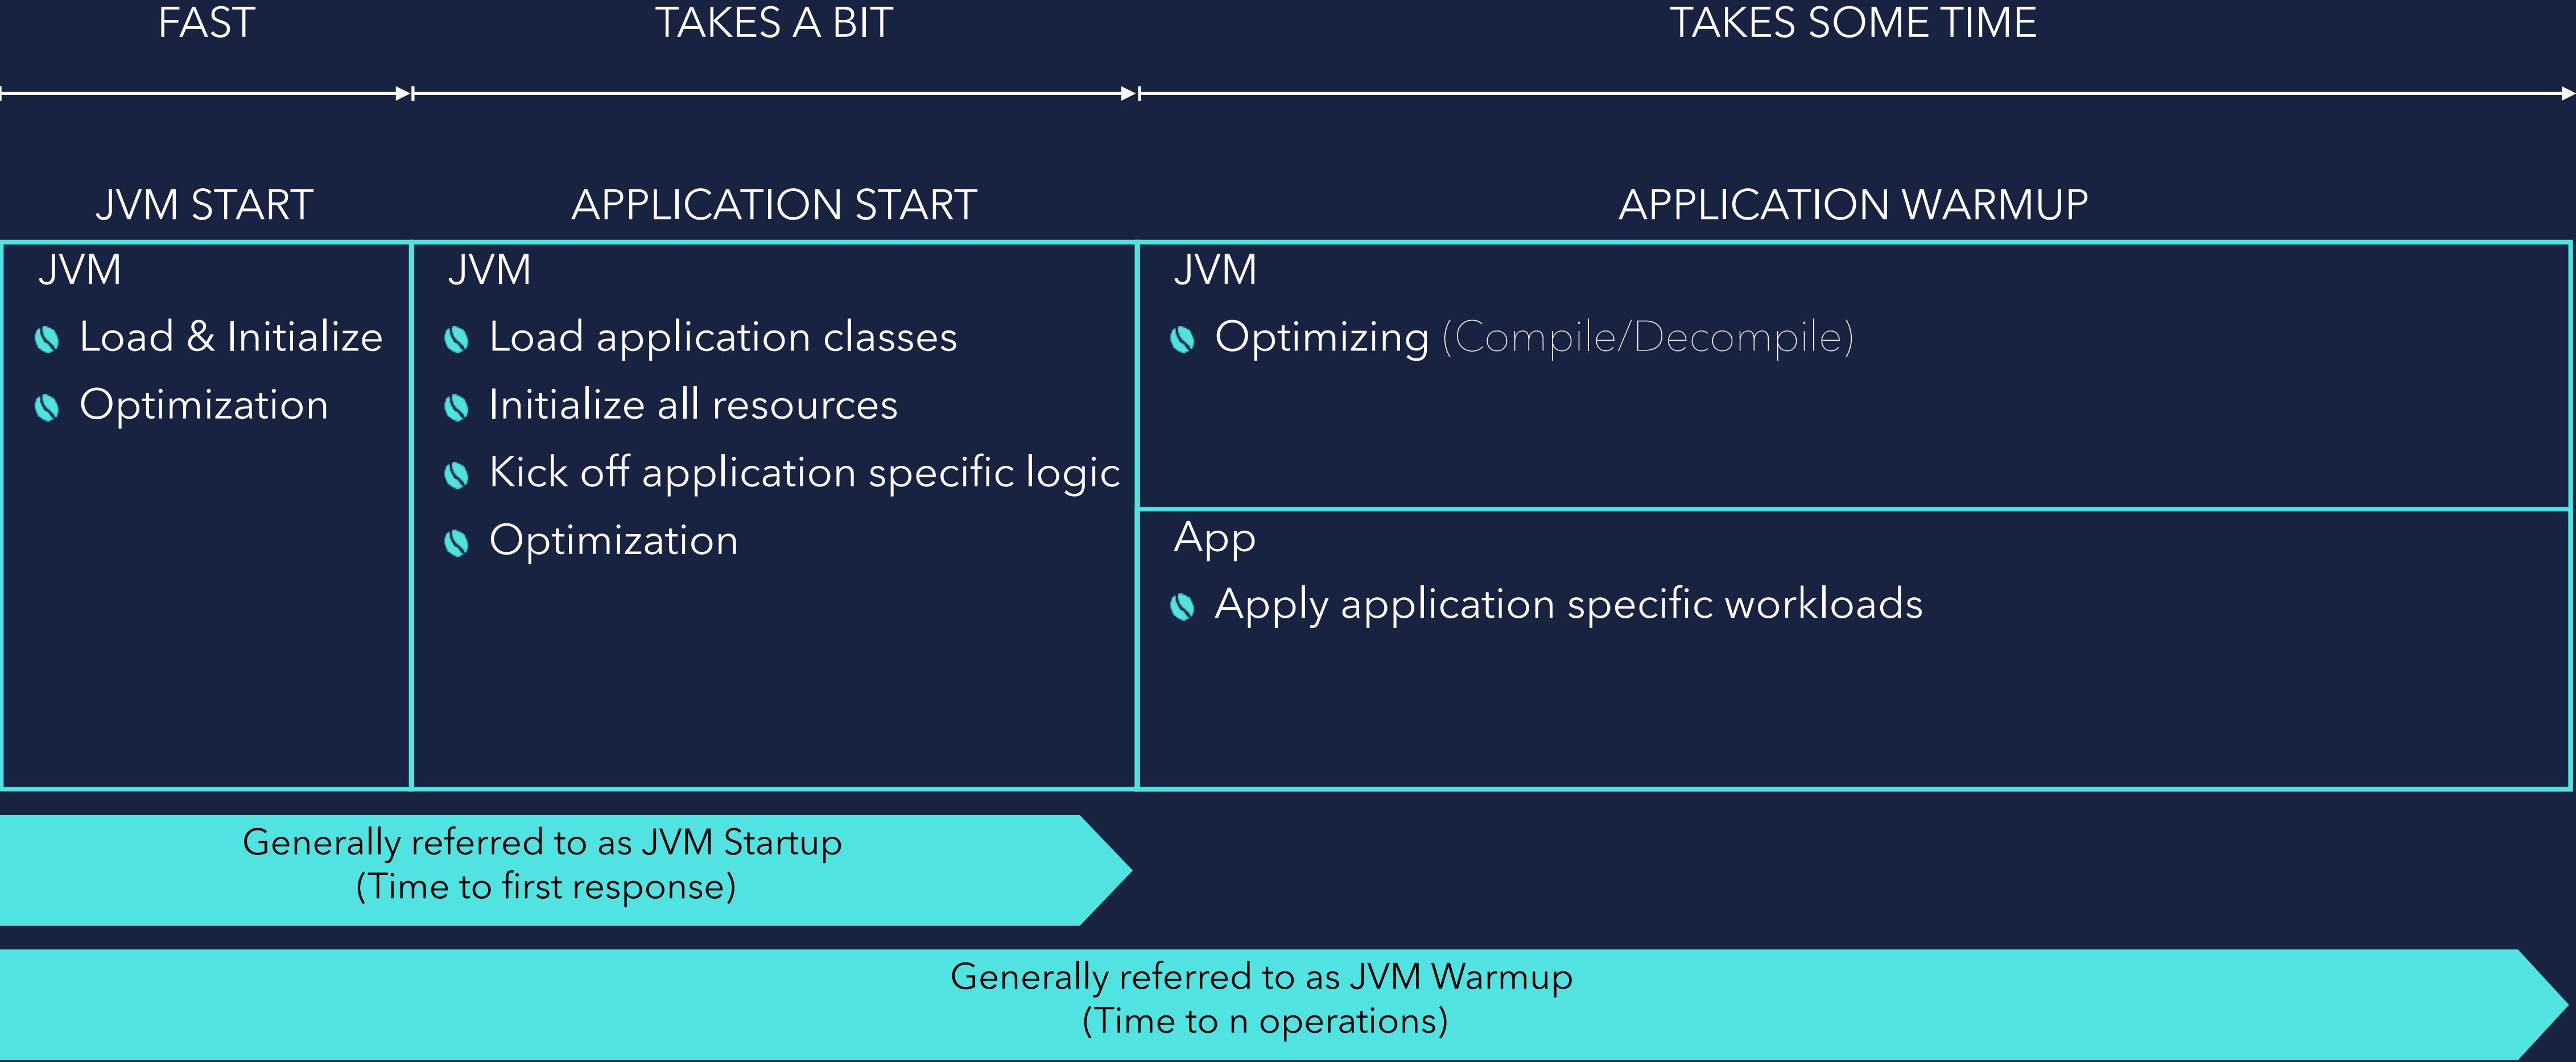 FAST
TAKES A BIT
TAKES SOME TIME
JVM START
APPLICATION START
APPLICATION WARMUP
JVM
Load & Initialize
Optimization
JVM
Load application classes
Initialize all resources
Kick off application specific logic
Optimization
JVM
Optimizing (Compile/Decompile)
App
Apply application specific workloads
Generally referred to as JVM Startup
(Time to first response)
Generally referred to as JVM Warmup
(Time to n operations)